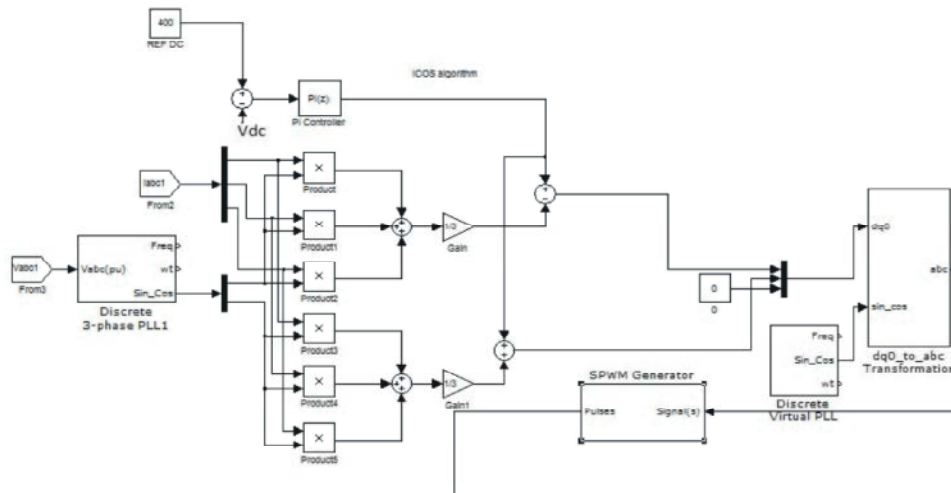 400
REF DC
ICOS algorithm
PI(z)
PI Controller
Vdc
Iabc1
From2
Product
Product1
1/3
Gain
Vabc1
From3
Vabc(pu)
Freq
wt
Sin_Cos
Discrete
3-phase PLL1
Product2
Product3
0
0
dq0
abc
sin_cos
dq0_to_abc
Transformation
Freq
Sin_Cos
wt
Discrete
Virtual PLL
Product4
1/3
Gain1
SPWM Generator
Pulses
Signal(s)
Product5